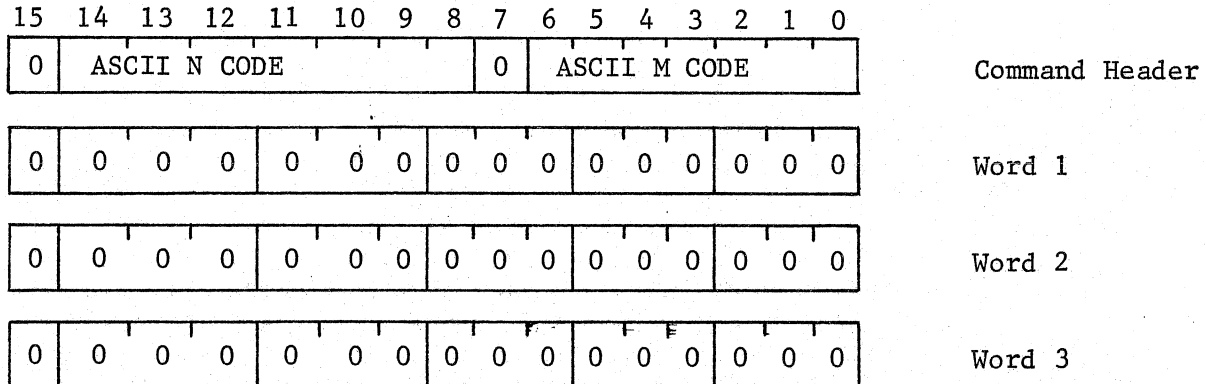 15 14 13 12 11 10 9 8 7 6 5 4 3 2 1 0
0 ASCII N CODE 0 ASCII M CODE Command Header
0 0 0 0 0 0 0 0 0 0 0 0 0 0 0 0 Word 1
0 0 0 0 0 0 0 0 0 0 0 0 0 0 0 0 Word 2
0 0 0 0 0 0 0 0 0 0 0 0 0 0 0 0 Word 3